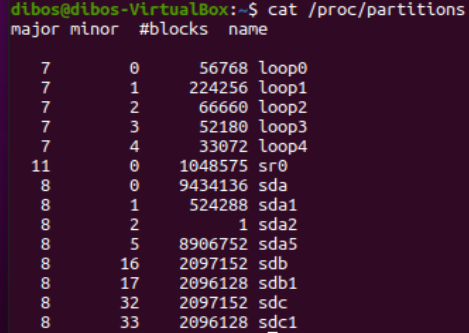 dibos@dibos-VirtualBox:~$ cat /proc/partitions
major minor  #blocks  name

   7        0      56768 loop0
   7        1     224256 loop1
   7        2      66660 loop2
   7        3      52180 loop3
   7        4      33072 loop4
  11        0    1048575 sr0
   8        0    9434136 sda
   8        1     524288 sda1
   8        2          1 sda2
   8        5    8906752 sda5
   8       16    2097152 sdb
   8       17    2096128 sdb1
   8       32    2097152 sdc
   8       33    2096128 sdc1